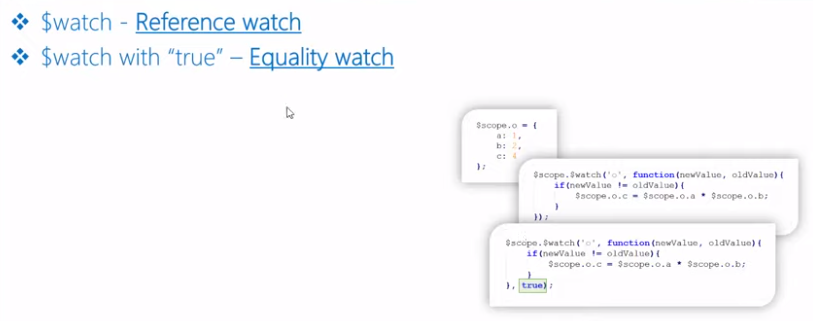 $watch - Reference watch
$watch with “true” – Equality watch
$scope.o = {
a: 1,
b: 2,
c: 4
};
$scope.$watch('o', function(newValue, oldValue){
if(newValue != oldValue){
$scope.o.c = $scope.o.a * $scope.o.b;
}
});
$scope.$watch('o', function(newValue, oldValue){
if(newValue != oldValue){
$scope.o.c = $scope.o.a * $scope.o.b;
}
}, true);